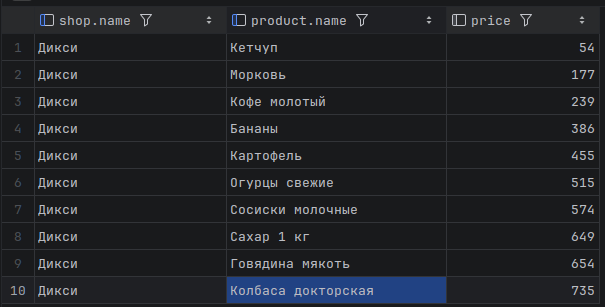 shop.name product.name price
1 Дикси Кетчуп 54
2 Дикси Морковь 177
3 Дикси Кофе молотый 239
4 Дикси Бананы 386
5 Дикси Картофель 455
6 Дикси Огурцы свежие 515
7 Дикси Сосиски молочные 574
8 Дикси Сахар 1 кг 649
9 Дикси Говядина мякоть 654
10 Дикси Колбаса докторская 735